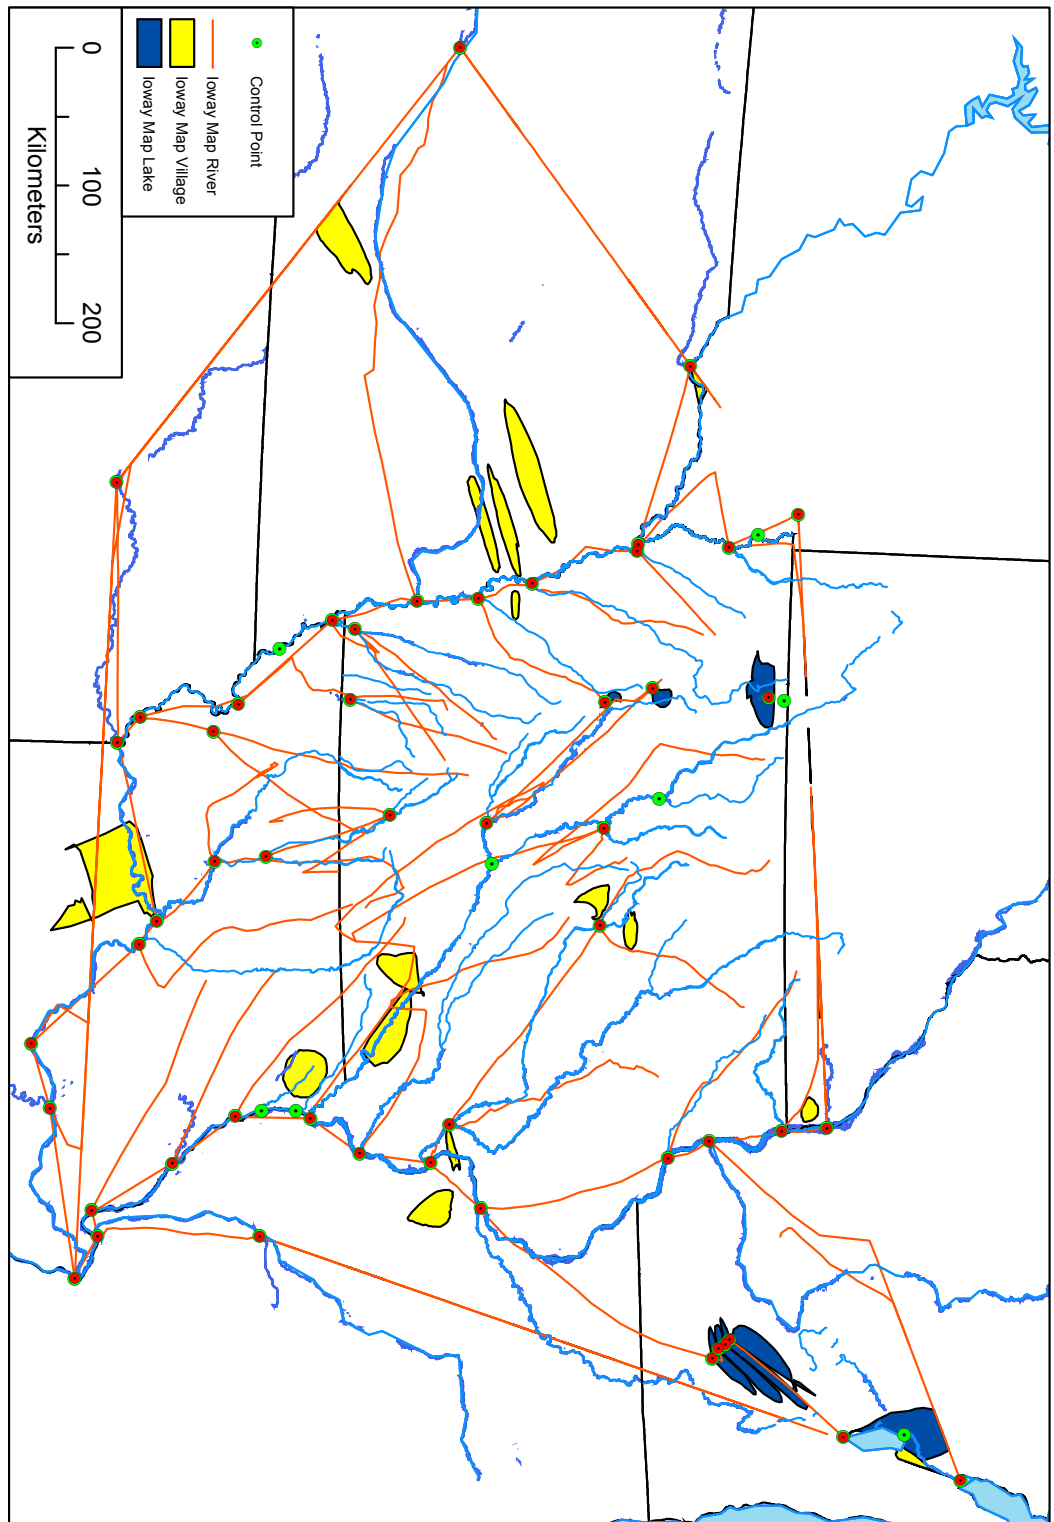 Control Point
Ioway Map River
Ioway Map Village
Ioway Map Lake
0 100 200
Kilometers